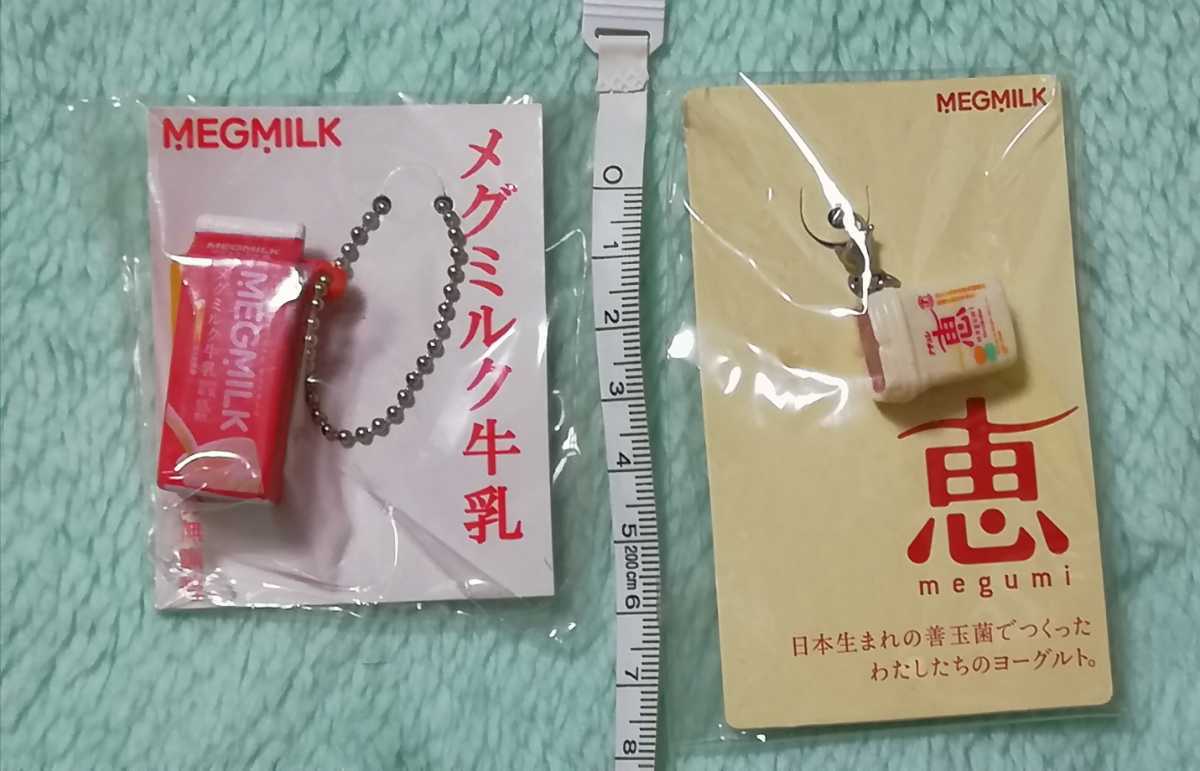 MEGMILK
メグミルク牛乳
MEGMILK
MEGMILK
メグミルク牛乳
0
1
2
3
4
5
200cm
6
7
8
MEGMILK
恵
恵
megumi
日本生まれの善玉菌でつくった
わたしたちのヨーグルト。